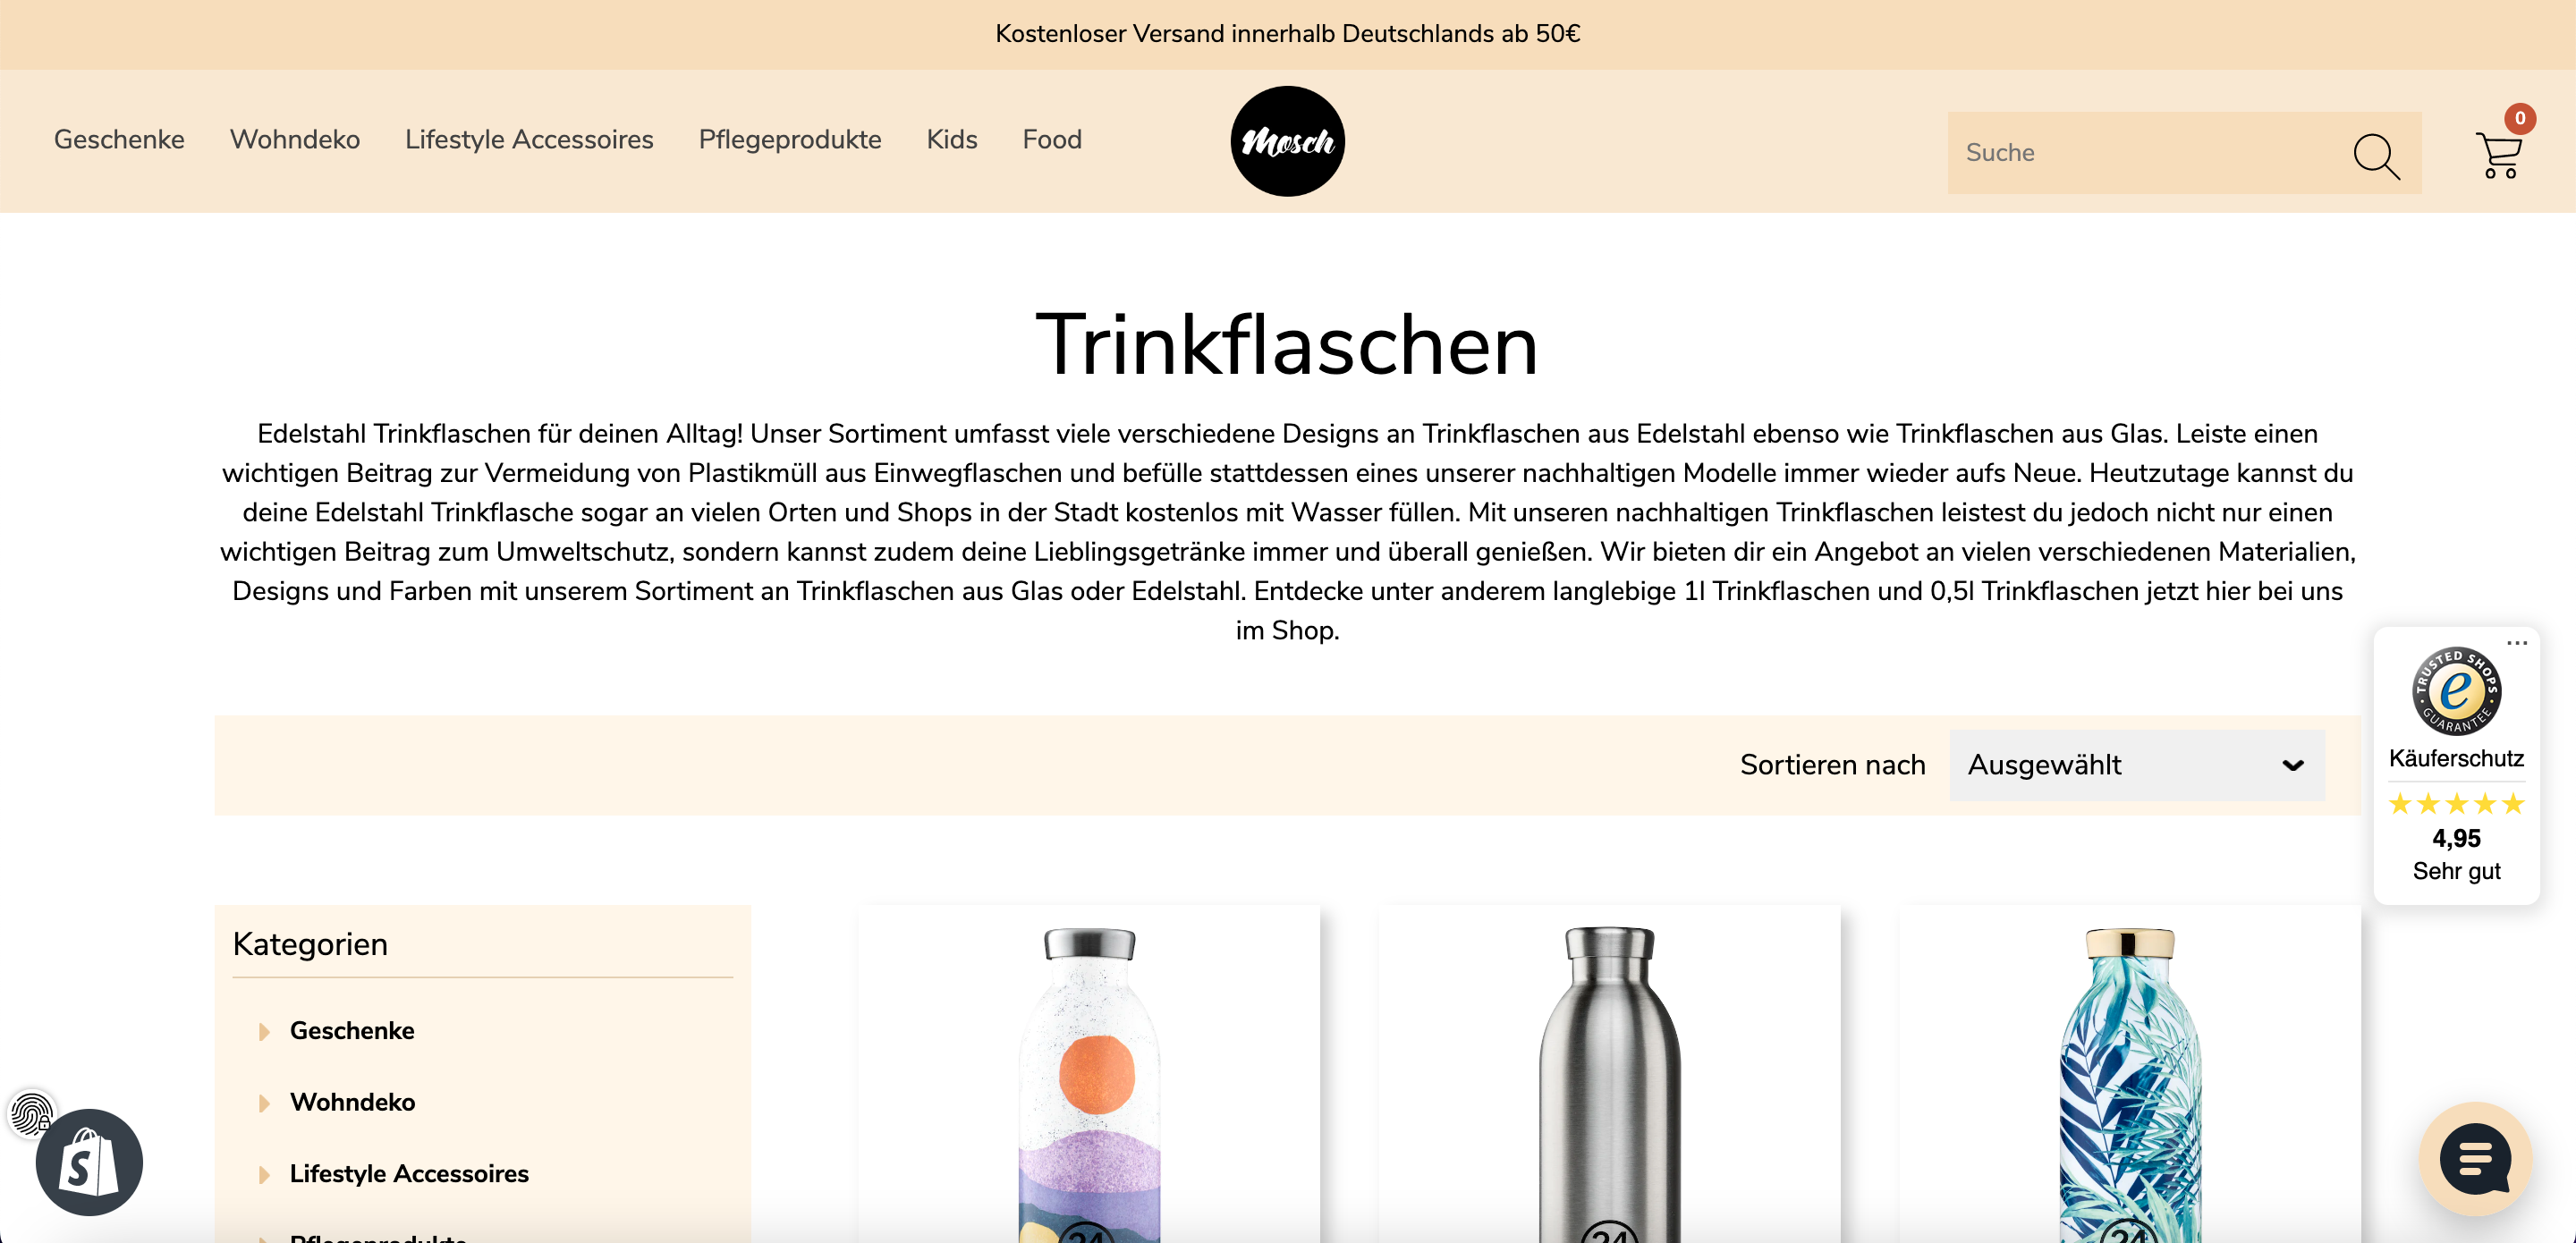 Kostenloser Versand innerhalb Deutschlands ab 50€
Geschenke Wohndeko Lifestyle Accessoires Pflegeprodukte Kids Food
Mosch
Suche
0
Trinkflaschen
Edelstahl Trinkflaschen für deinen Alltag! Unser Sortiment umfasst viele verschiedene Designs an Trinkflaschen aus Edelstahl ebenso wie Trinkflaschen aus Glas. Leiste einen
wichtigen Beitrag zur Vermeidung von Plastikmüll aus Einwegflaschen und befülle stattdessen eines unserer nachhaltigen Modelle immer wieder aufs Neue. Heutzutage kannst du
deine Edelstahl Trinkflasche sogar an vielen Orten und Shops in der Stadt kostenlos mit Wasser füllen. Mit unseren nachhaltigen Trinkflaschen leistest du jedoch nicht nur einen
wichtigen Beitrag zum Umweltschutz, sondern kannst zudem deine Lieblingsgetränke immer und überall genießen. Wir bieten dir ein Angebot an vielen verschiedenen Materialien,
Designs und Farben mit unserem Sortiment an Trinkflaschen aus Glas oder Edelstahl. Entdecke unter anderem langlebige 1l Trinkflaschen und 0,5l Trinkflaschen jetzt hier bei uns
im Shop.
TRUSTED SHOPS
e
GUARANTEE
Käuferschutz
4,95
Sehr gut
Sortieren nach
Ausgewählt
Kategorien
Geschenke
Wohndeko
Lifestyle Accessoires
Pflegeprodukte
24
24
24
S